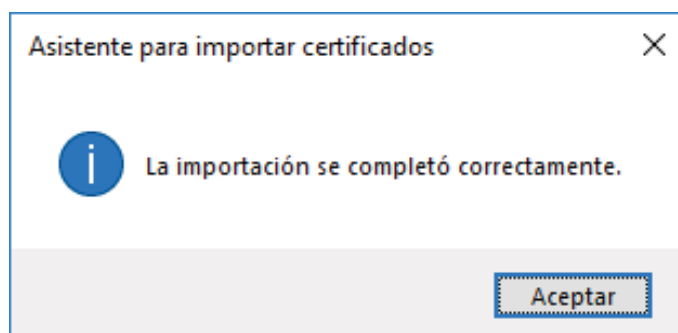 Asistente para importar certificados
La importación se completó correctamente.
Aceptar